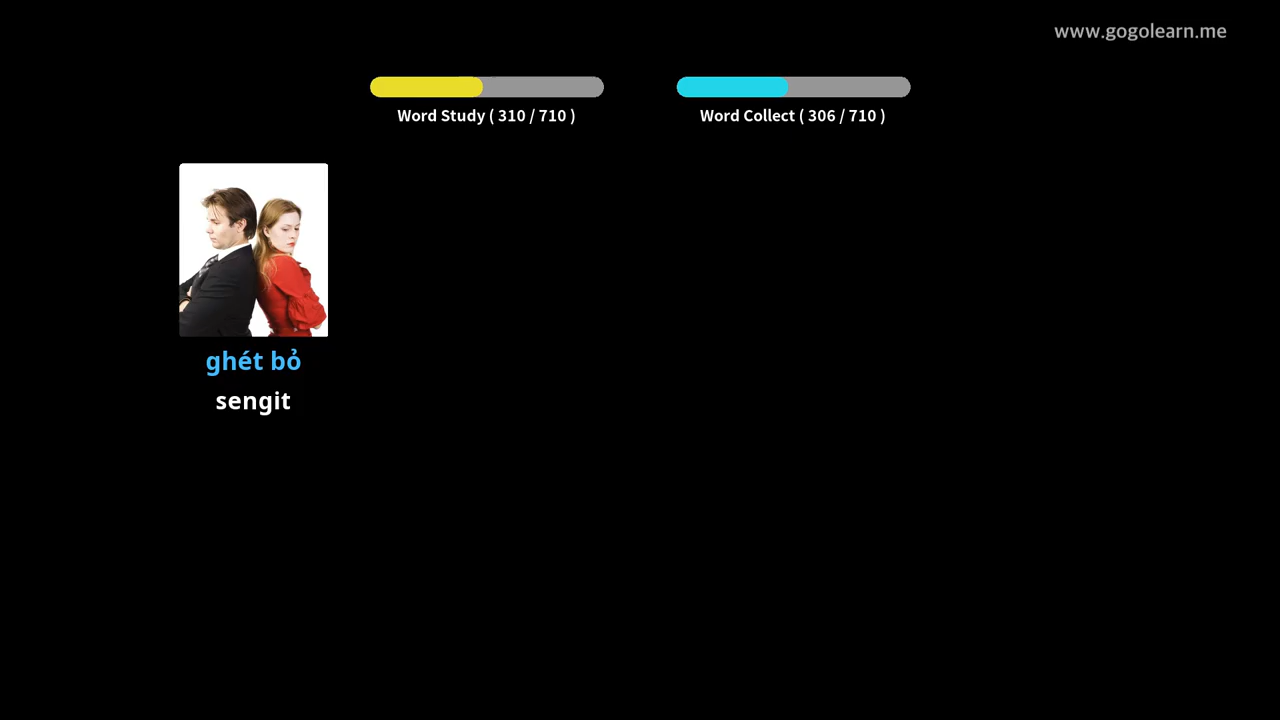 www.gogolearn.me
Word Study ( 310 / 710 )
Word Collect ( 306 / 710 )
ghét bỏ
sengit